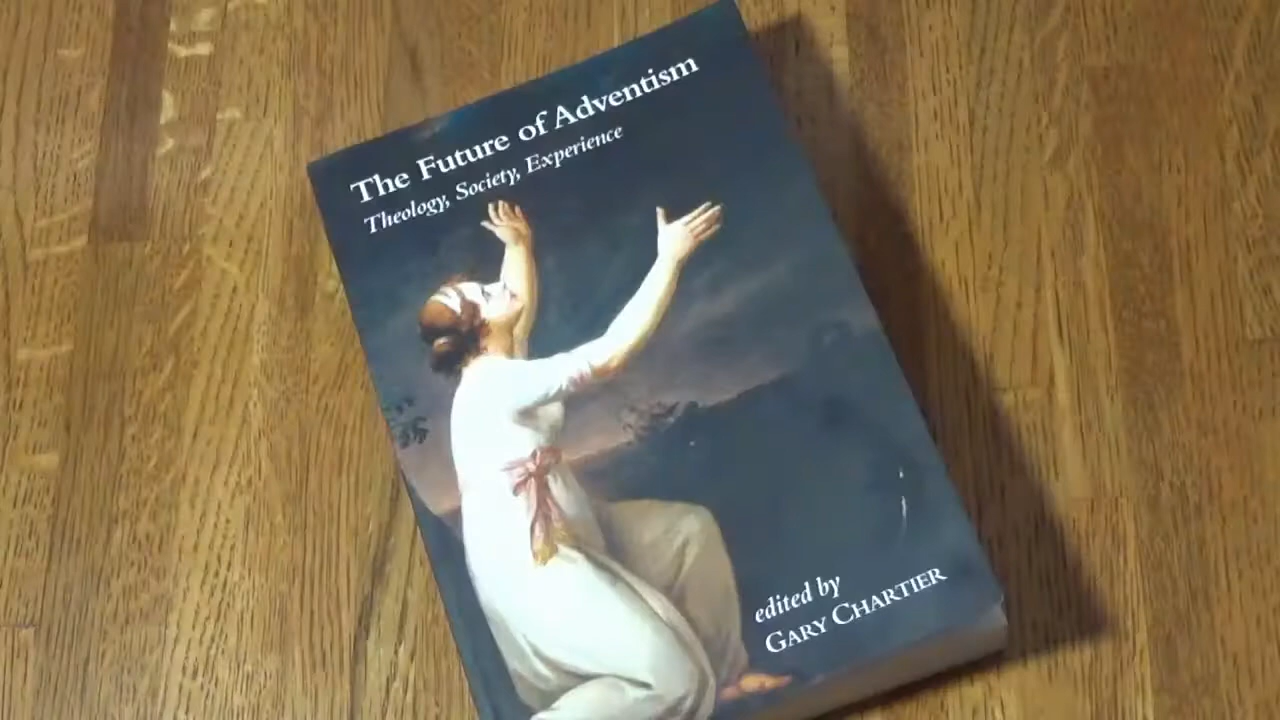 The Future of Adventism
Theology, Society, Experience
edited by
GARY CHARTIER